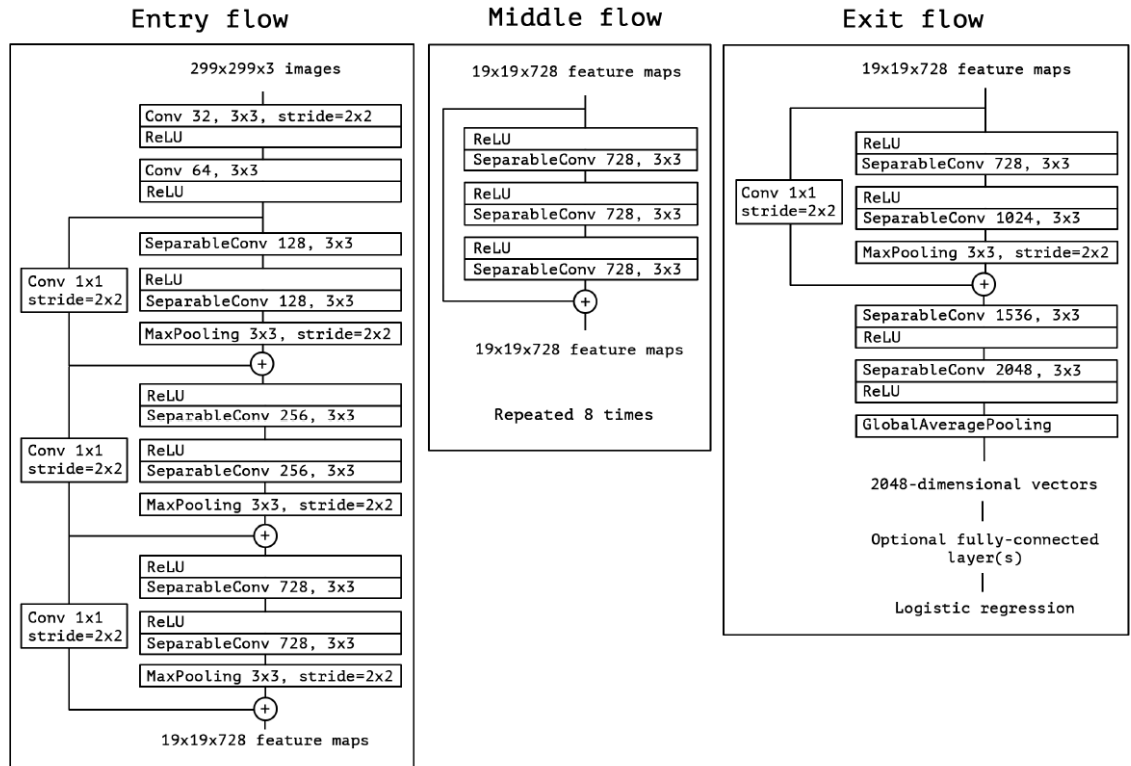 Entry flow
299x299x3 images
Conv 32, 3x3, stride=2x2
ReLU
Conv 64, 3x3
ReLU
SeparableConv 128, 3x3
Conv 1x1
stride=2x2
ReLU
SeparableConv 128, 3x3
MaxPooling 3x3, stride=2x2
+
ReLU
SeparableConv 256, 3x3
Conv 1x1
stride=2x2
ReLU
SeparableConv 256, 3x3
MaxPooling 3x3, stride=2x2
+
ReLU
SeparableConv 728, 3x3
Conv 1x1
stride=2x2
ReLU
SeparableConv 728, 3x3
MaxPooling 3x3, stride=2x2
+
19x19x728 feature maps
Middle flow
19x19x728 feature maps
ReLU
SeparableConv 728, 3x3
ReLU
SeparableConv 728, 3x3
ReLU
SeparableConv 728, 3x3
+
19x19x728 feature maps
Repeated 8 times
Exit flow
19x19x728 feature maps
ReLU
SeparableConv 728, 3x3
Conv 1x1
stride=2x2
ReLU
SeparableConv 1024, 3x3
MaxPooling 3x3, stride=2x2
+
SeparableConv 1536, 3x3
ReLU
SeparableConv 2048, 3x3
ReLU
GlobalAveragePooling
2048-dimensional vectors
Optional fully-connected
layer(s)
Logistic regression